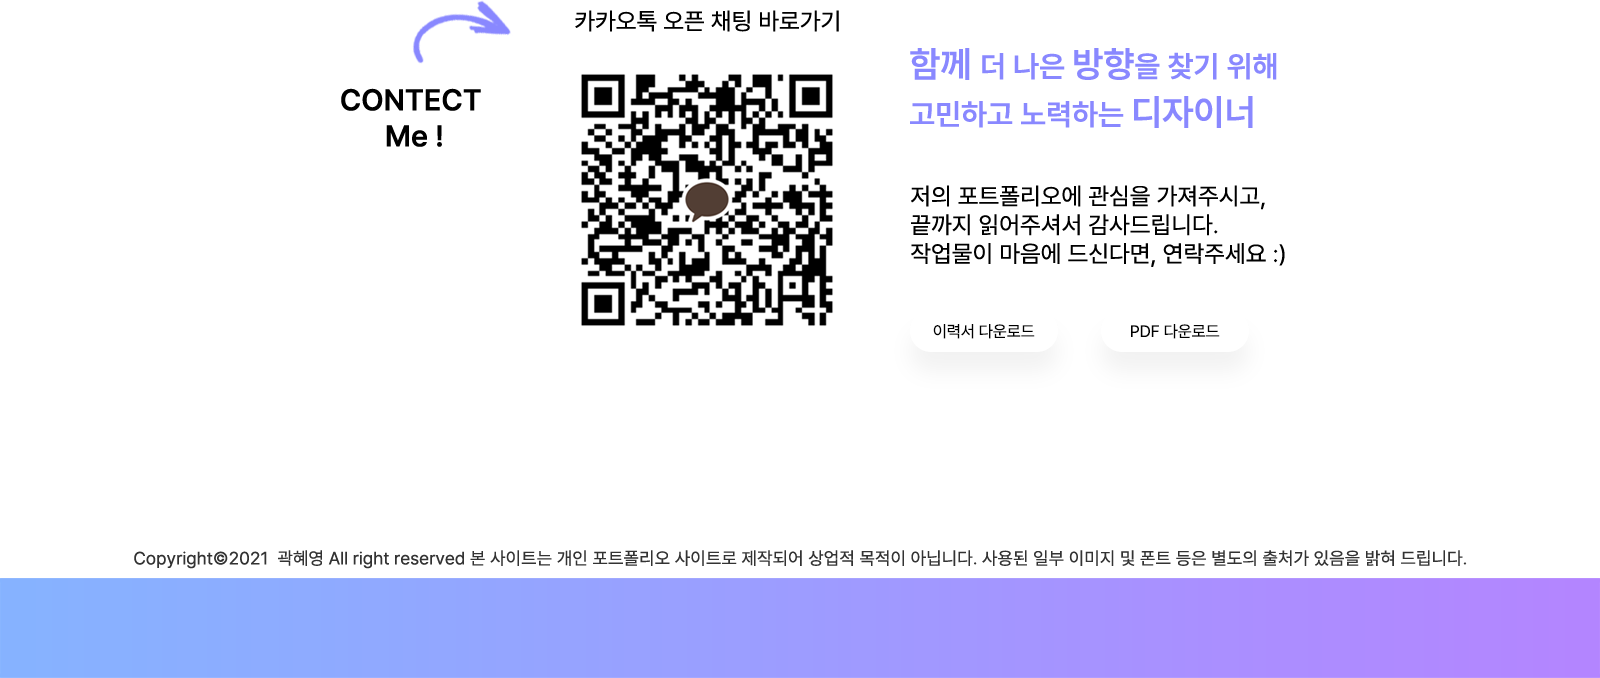 CONTECT
Me !
카카오톡 오픈 채팅 바로가기
함께 더 나은 방향을 찾기 위해
고민하고 노력하는 디자이너
저의 포트폴리오에 관심을 가져주시고,
끝까지 읽어주셔서 감사드립니다.
작업물이 마음에 드신다면, 연락주세요 :)
이력서 다운로드
PDF 다운로드
Copyright©2021 곽혜영 All right reserved 본 사이트는 개인 포트폴리오 사이트로 제작되어 상업적 목적이 아닙니다. 사용된 일부 이미지 및 폰트 등은 별도의 출처가 있음을 밝혀 드립니다.